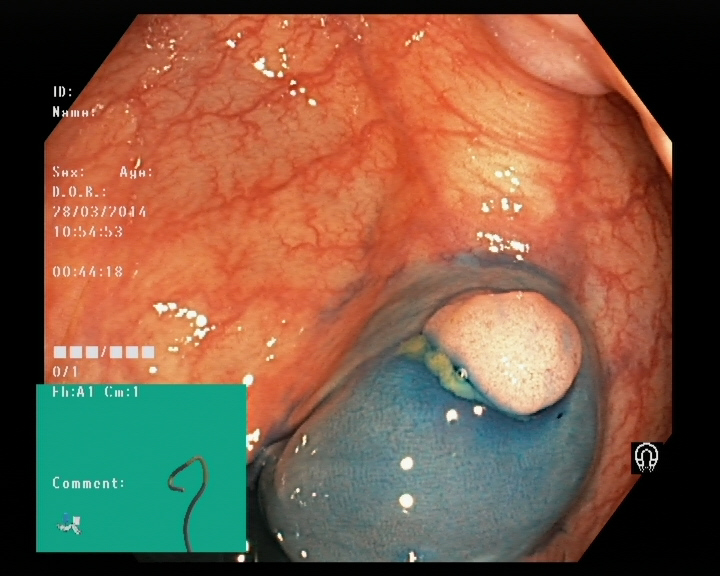 ID:
Name:
Sex: Age:
D.O.B.:
28/03/2014
10:54:53
00:44:18
/
0/1
Eh:A1 Cm:1
Comment: